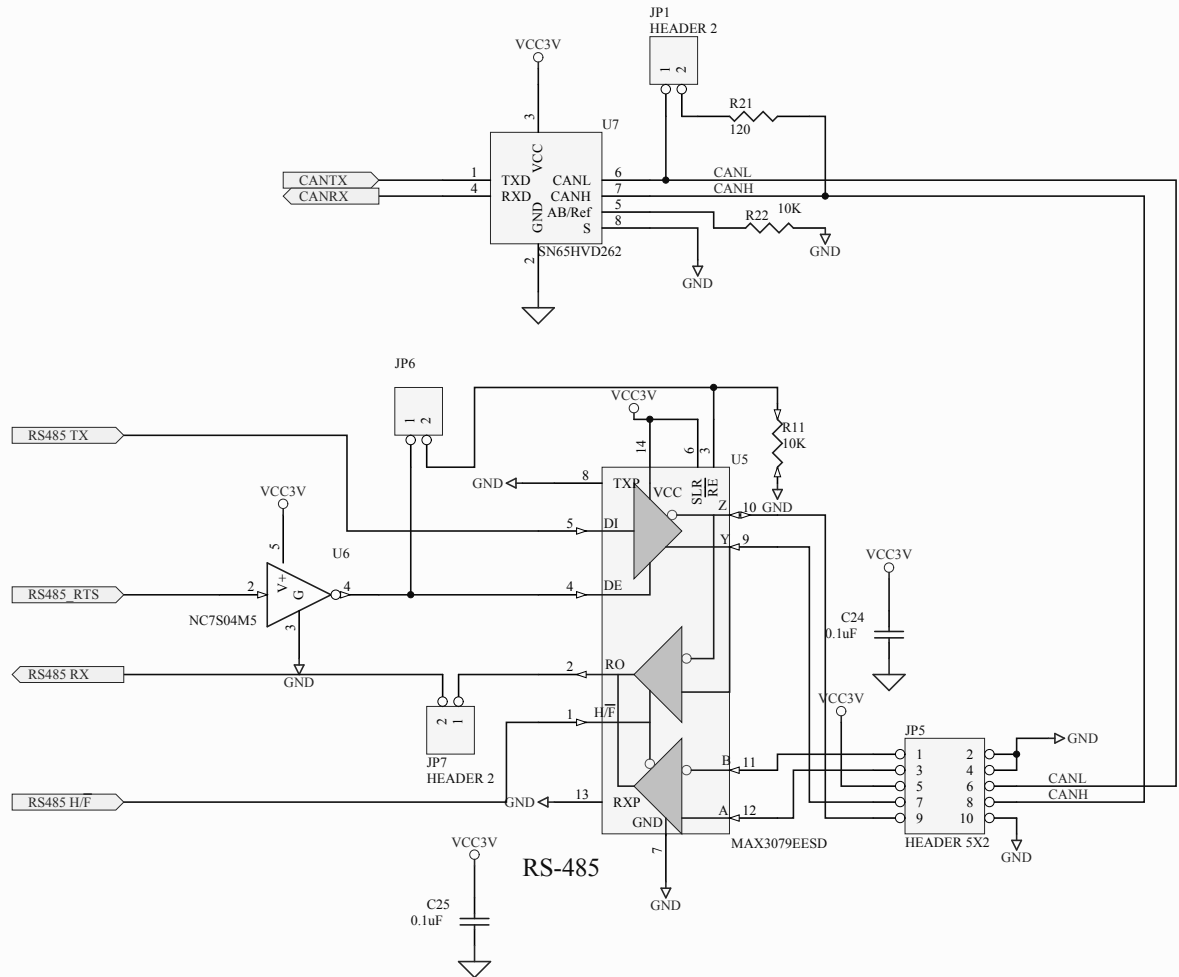 JP1
HEADER 2
1
2
VCC3V
3
R21
120
U7
CANTX
CANRX
1
4
TXD
RXD
VCC
GND
CANL
CANH
AB/Ref
S
6
7
5
8
CANL
CANH
R22
10K
GND
GND
SN65HVD262
2
JP6
1
2
VCC3V
14
6
3
R11
10K
GND
U5
RS485 TX
GND
8
TXP
VCC
SLR
R̅E̅
Z
10
VCC3V
5
U6
5
DI
Y
9
RS485_RTS
2
V+
G
4
4
DE
NC7S04M5
3
GND
VCC3V
C24
0.1uF
RS485 RX
2
RO
2
1
JP7
HEADER 2
1
H/F̅
VCC3V
JP5
1
3
5
7
9
2
4
6
8
10
GND
CANL
CANH
GND
HEADER 5X2
B
11
RS485 H/F̅
GND
13
RXP
GND
A
12
MAX3079EESD
7
GND
RS-485
VCC3V
C25
0.1uF